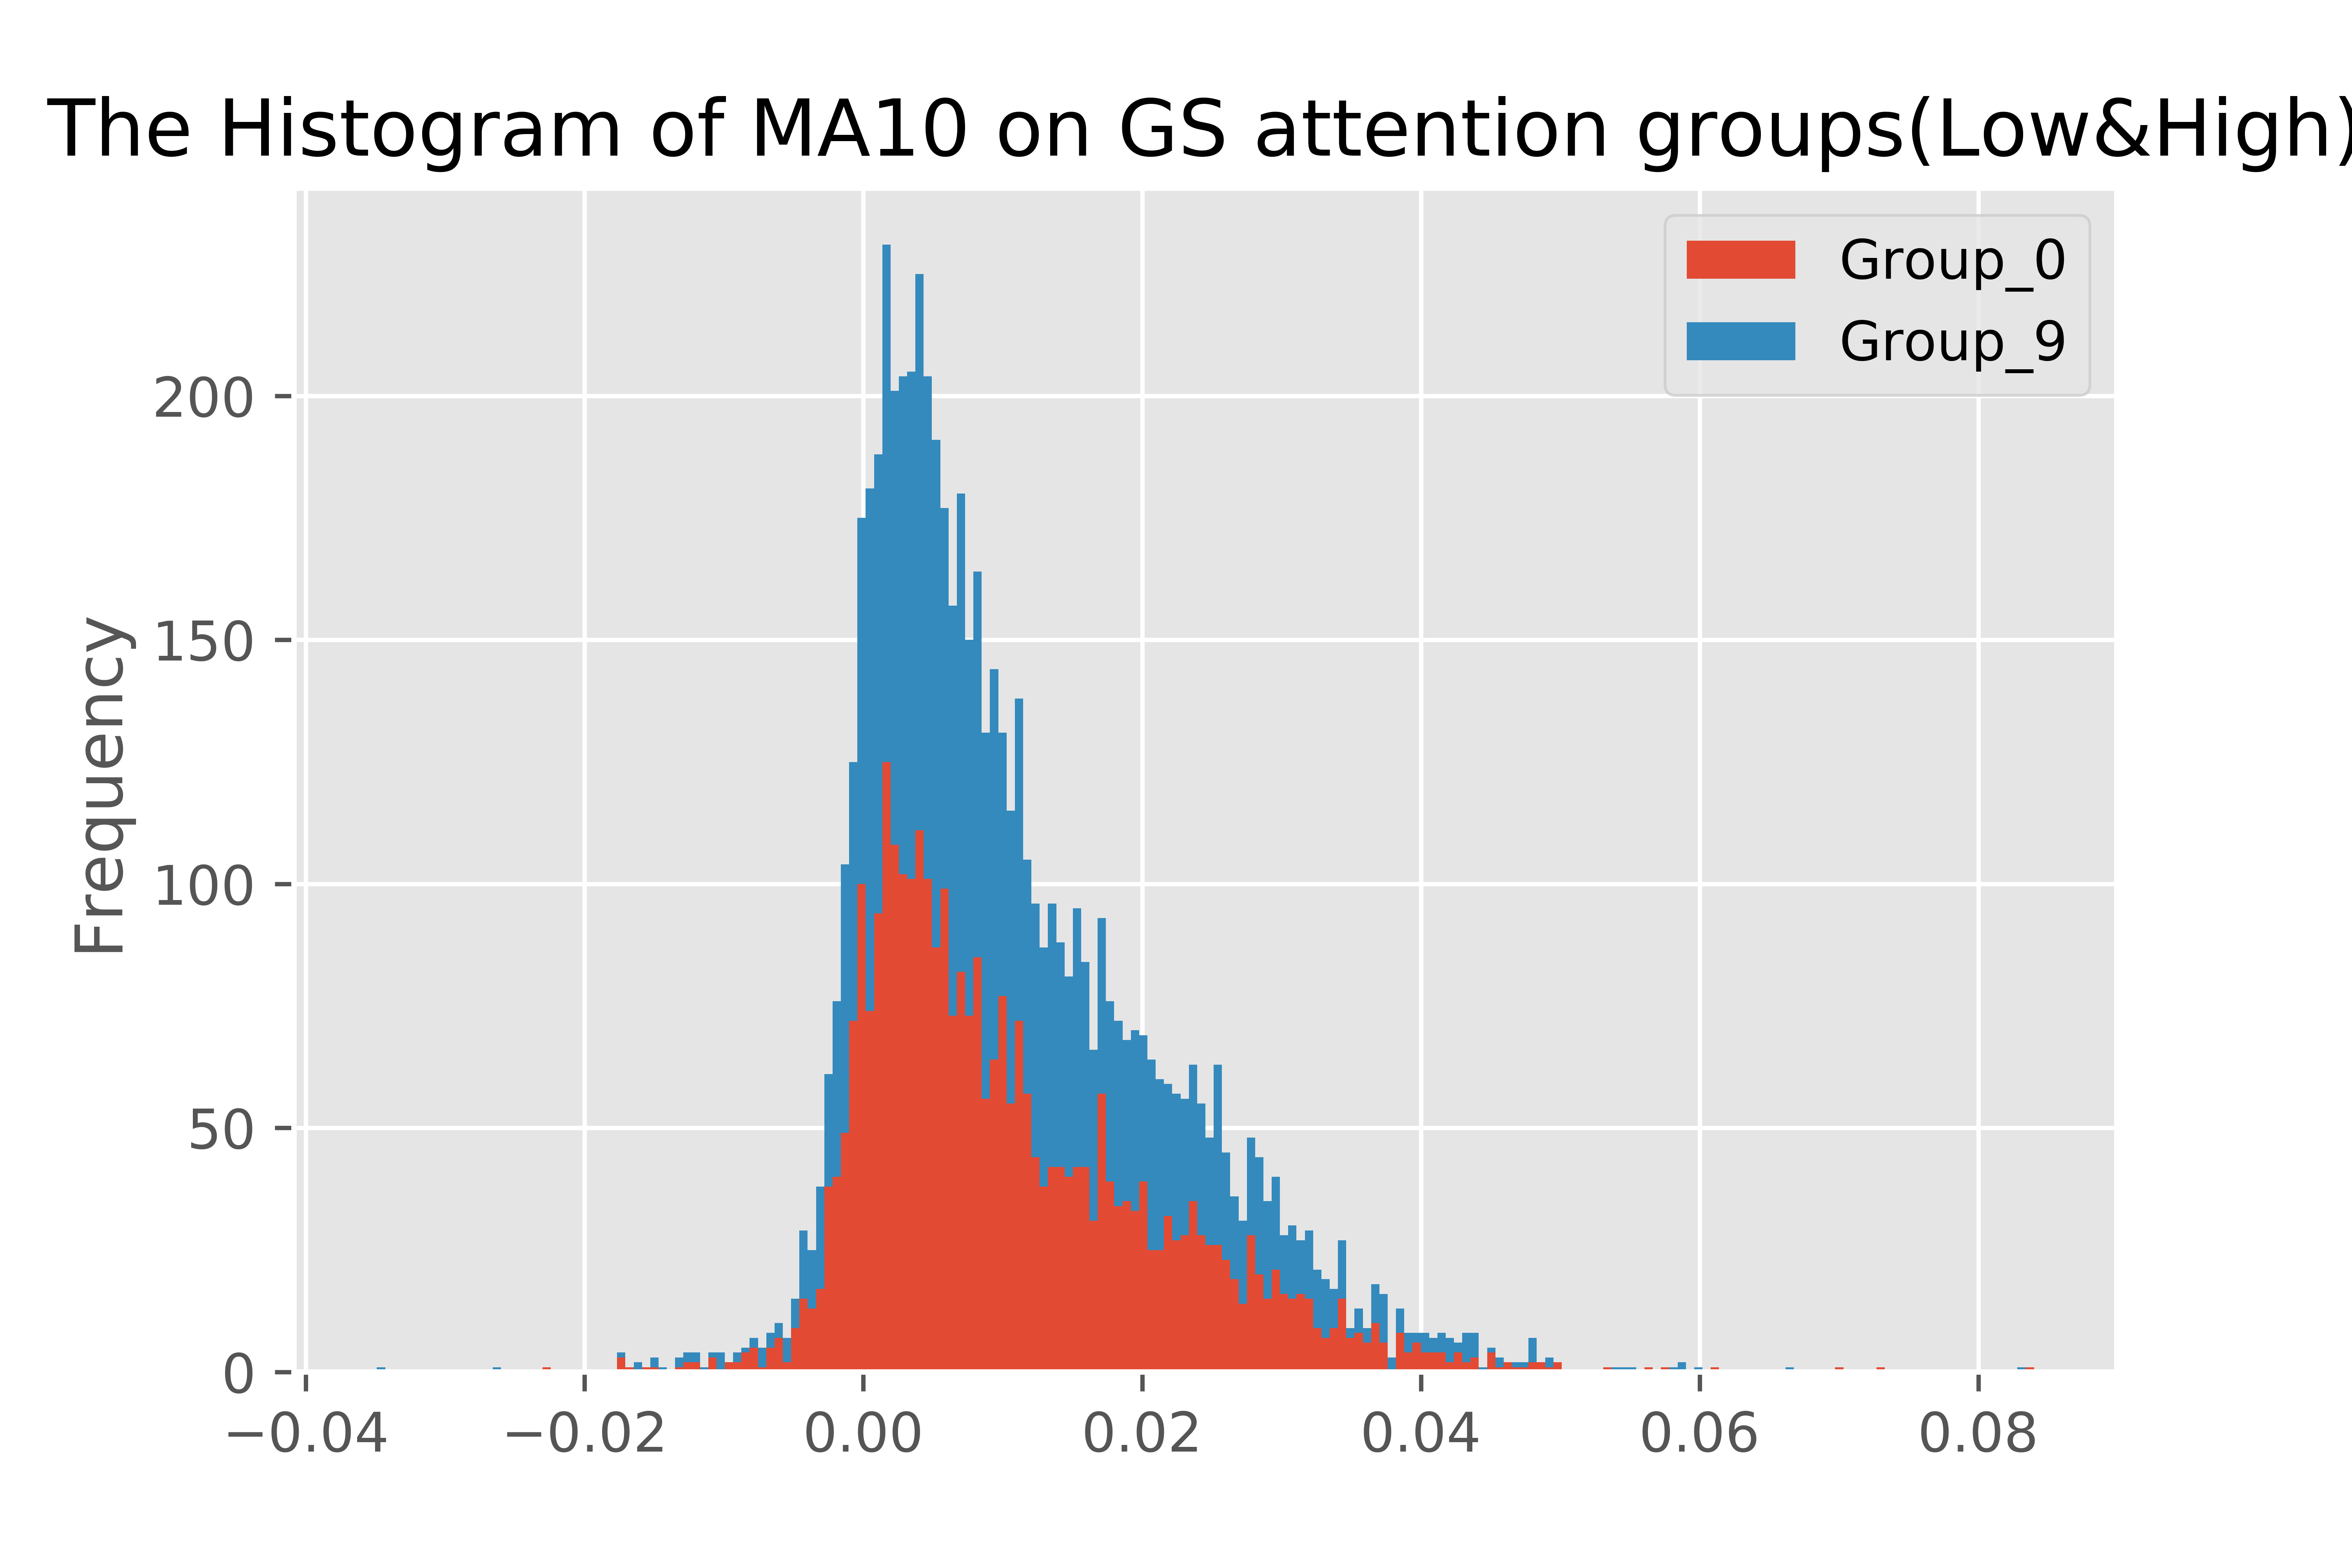 The Histogram of MA10 on GS attention groups(Low&High)
Group_0
Group_9
Frequency
200
150
100
50
0
−0.04 −0.02 0.00 0.02 0.04 0.06 0.08